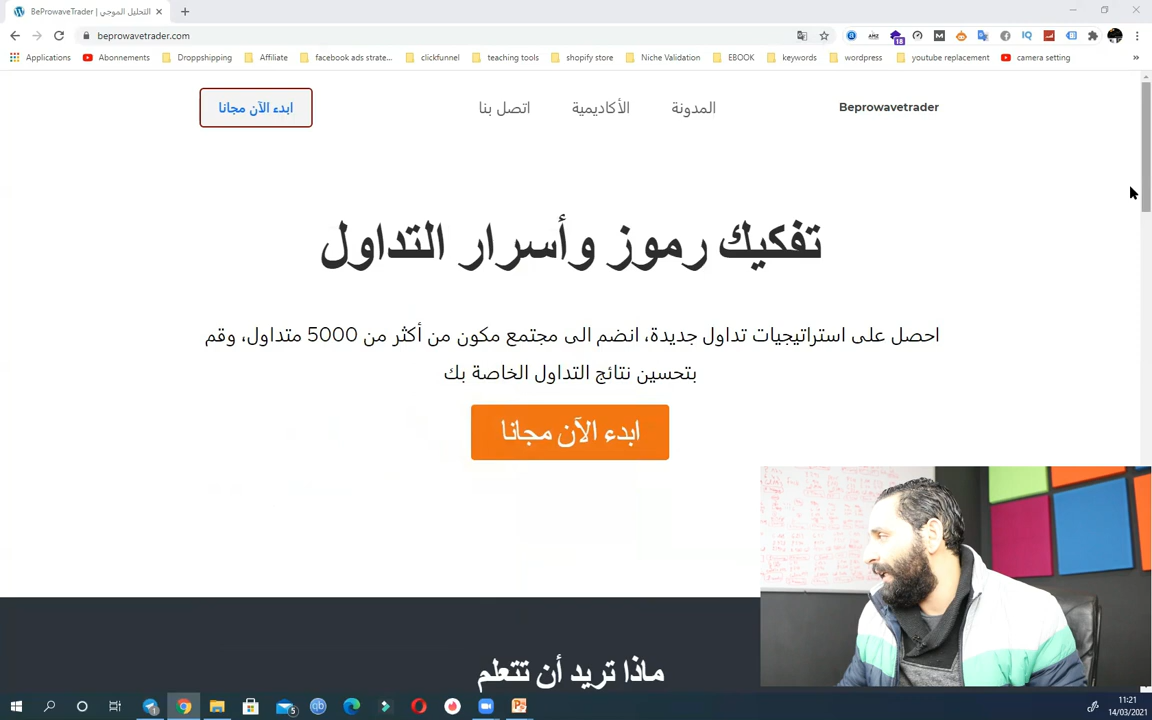 BeProwaveTrader | التحليل الموجي
beprowavetrader.com
18
Applications
Abonnements
Droppshipping
Affiliate
facebook ads strate...
clickfunnel
teaching tools
shopify store
Niche Validation
EBOOK
keywords
wordpress
youtube replacement
camera setting
Beprowavetrader
المدونة
الأكاديمية
اتصل بنا
ابدء الآن مجانا
تفكيك رموز وأسرار التداول
احصل على استراتيجيات تداول جديدة، انضم الى مجتمع مكون من أكثر من 5000 متداول، وقم
بتحسين نتائج التداول الخاصة بك
ابدء الآن مجانا
ماذا تريد أن تتعلم
11:21
14/03/2021